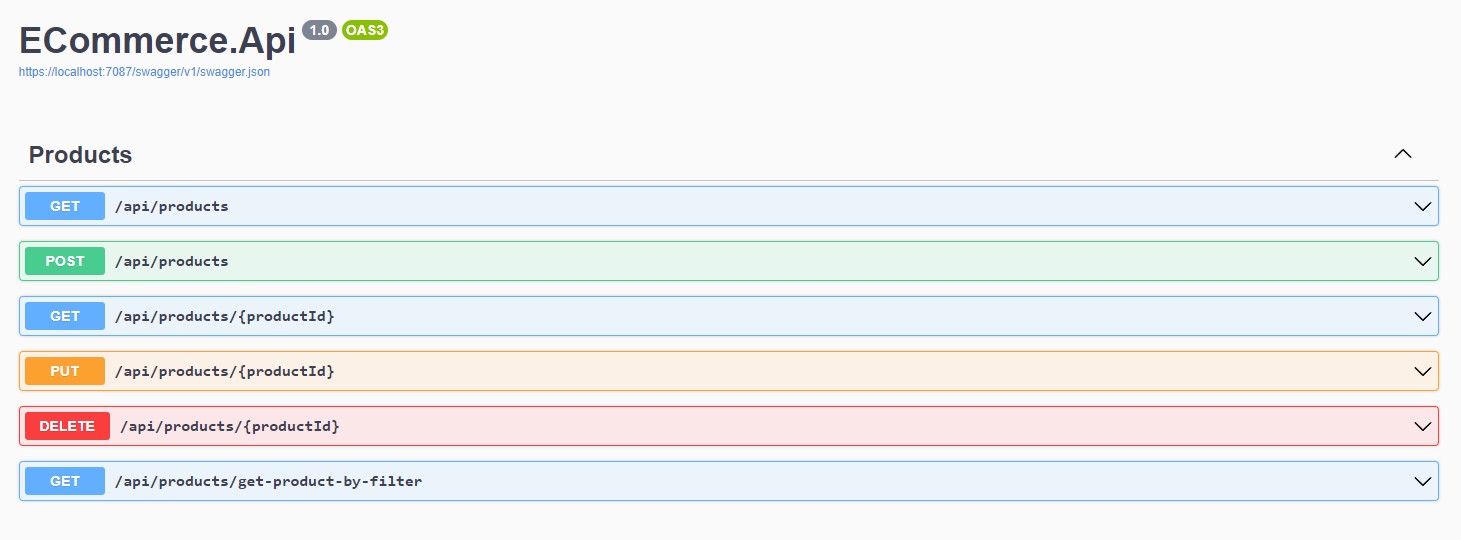 ECommerce.Api 1.0 OAS3
https://localhost:7087/swagger/v1/swagger.json
Products
GET /api/products
POST /api/products
GET /api/products/{productId}
PUT /api/products/{productId}
DELETE /api/products/{productId}
GET /api/products/get-product-by-filter